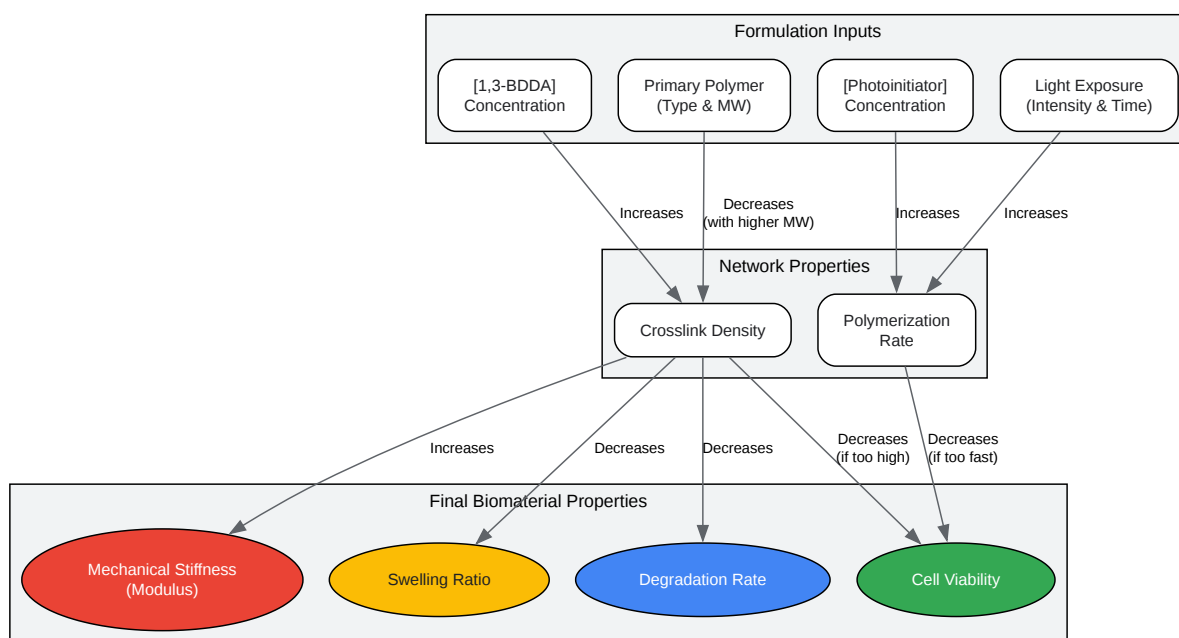 Formulation Inputs
[1,3-BDDA]
Concentration
Primary Polymer
(Type & MW)
[Photoinitiator]
Concentration
Light Exposure
(Intensity & Time)
Increases
Decreases
(with higher MW)
Increases
Increases
Network Properties
Crosslink Density
Polymerization
Rate
Increases
Decreases
Decreases
Decreases
(if too high)
Decreases
(if too fast)
Final Biomaterial Properties
Mechanical Stiffness
(Modulus)
Swelling Ratio
Degradation Rate
Cell Viability